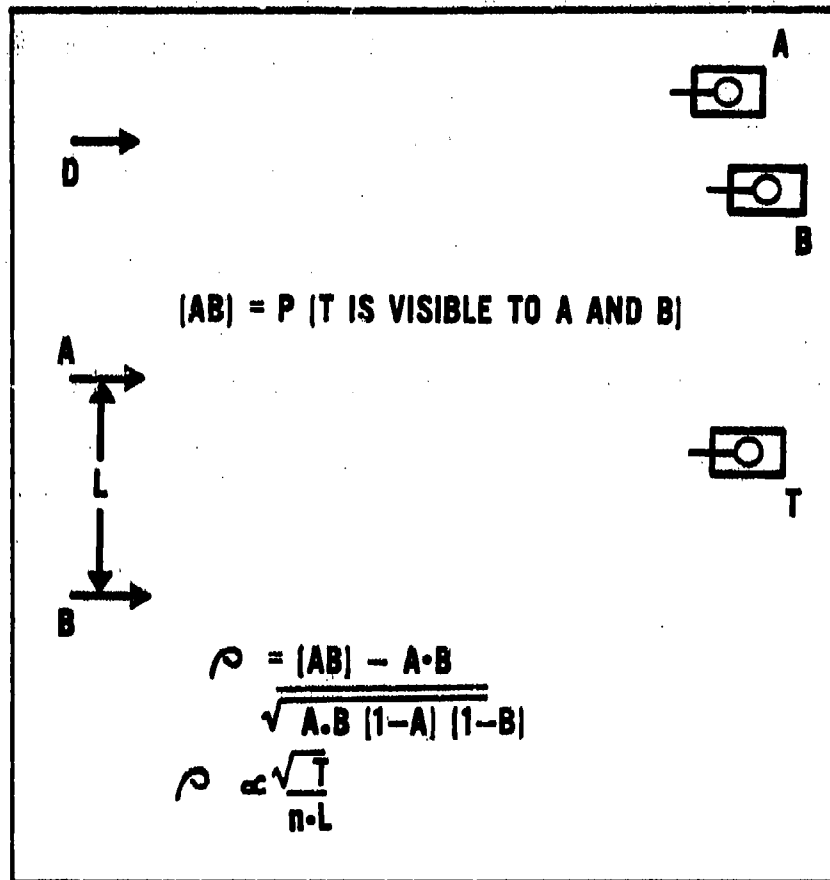 A
D
B
(AB) = P (T IS VISIBLE TO A AND B)
A
T
L
B
ρ = (AB) - A•B
√ A.B (1-A) (1-B)
ρ ∝ √T
n•L